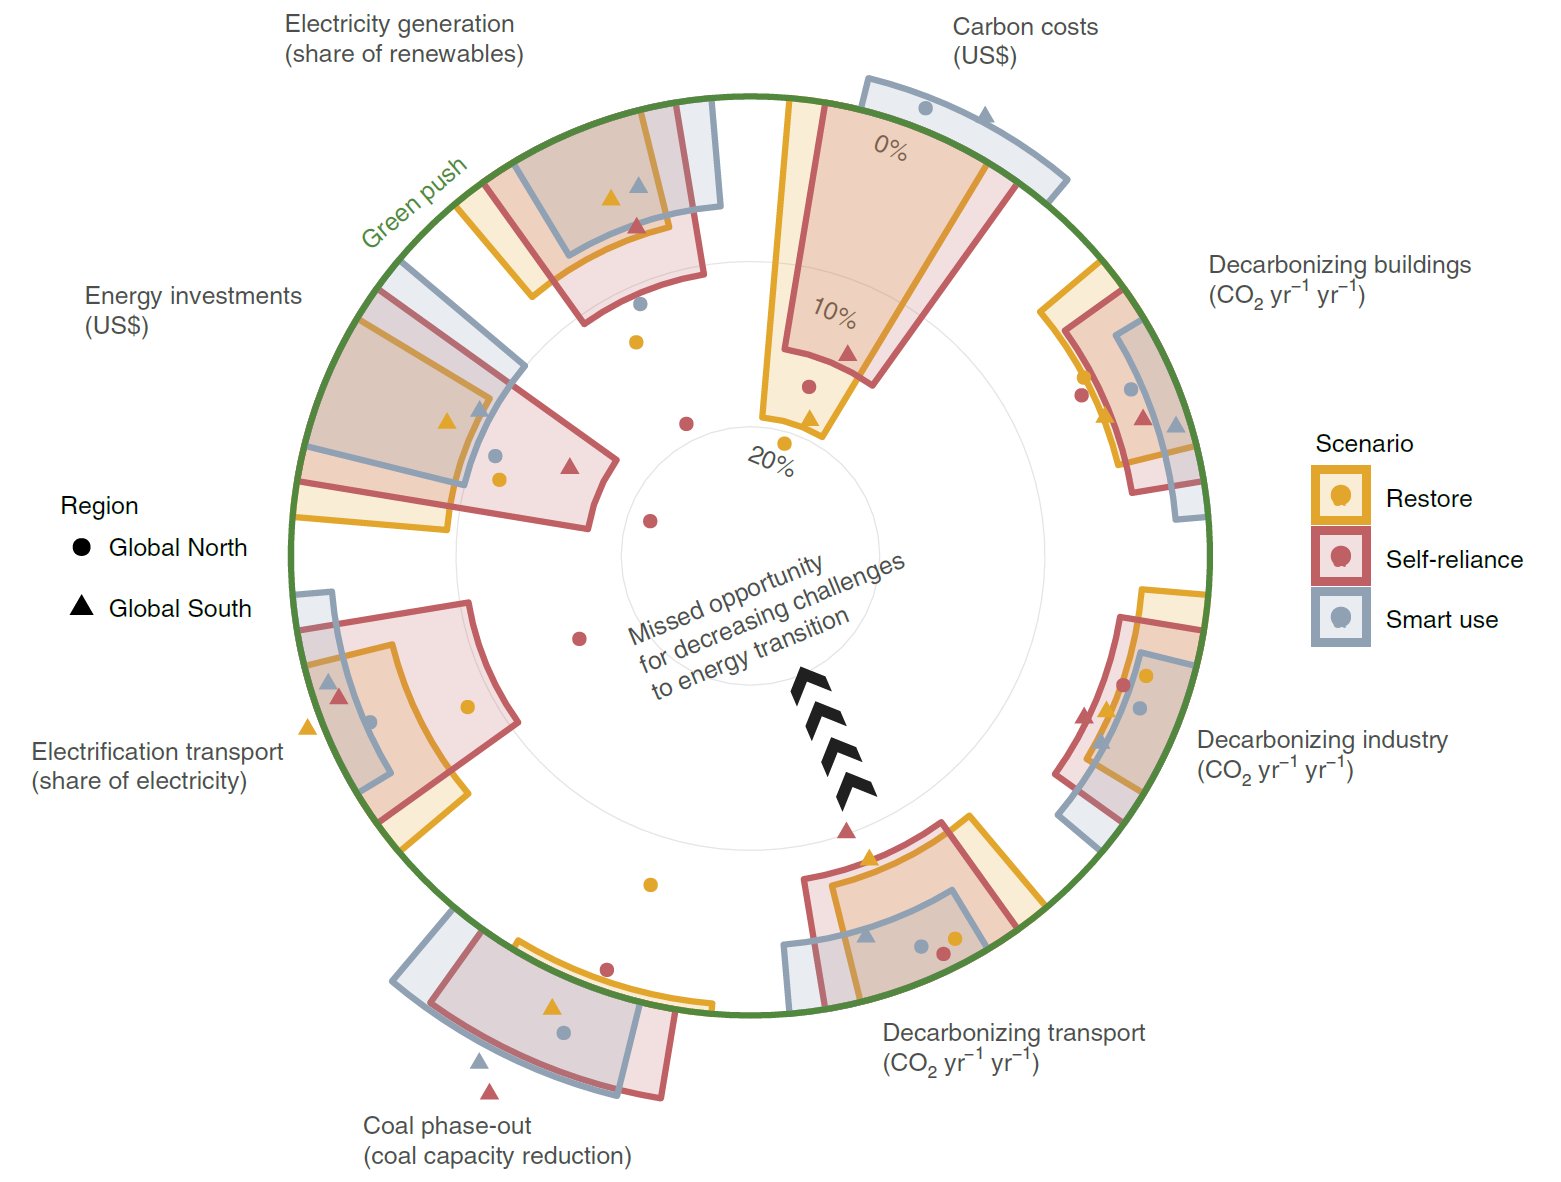 Electricity generation
(share of renewables)
Carbon costs
(US$)
0%
Green push
Decarbonizing buildings
(CO₂ yr⁻¹ yr⁻¹)
Energy investments
(US$)
10%
Scenario
Restore
Self-reliance
Smart use
20%
Region
Global North
Global South
Missed opportunity
for decreasing challenges
to energy transition
Electrification transport
(share of electricity)
Decarbonizing industry
(CO₂ yr⁻¹ yr⁻¹)
Decarbonizing transport
(CO₂ yr⁻¹ yr⁻¹)
Coal phase-out
(coal capacity reduction)